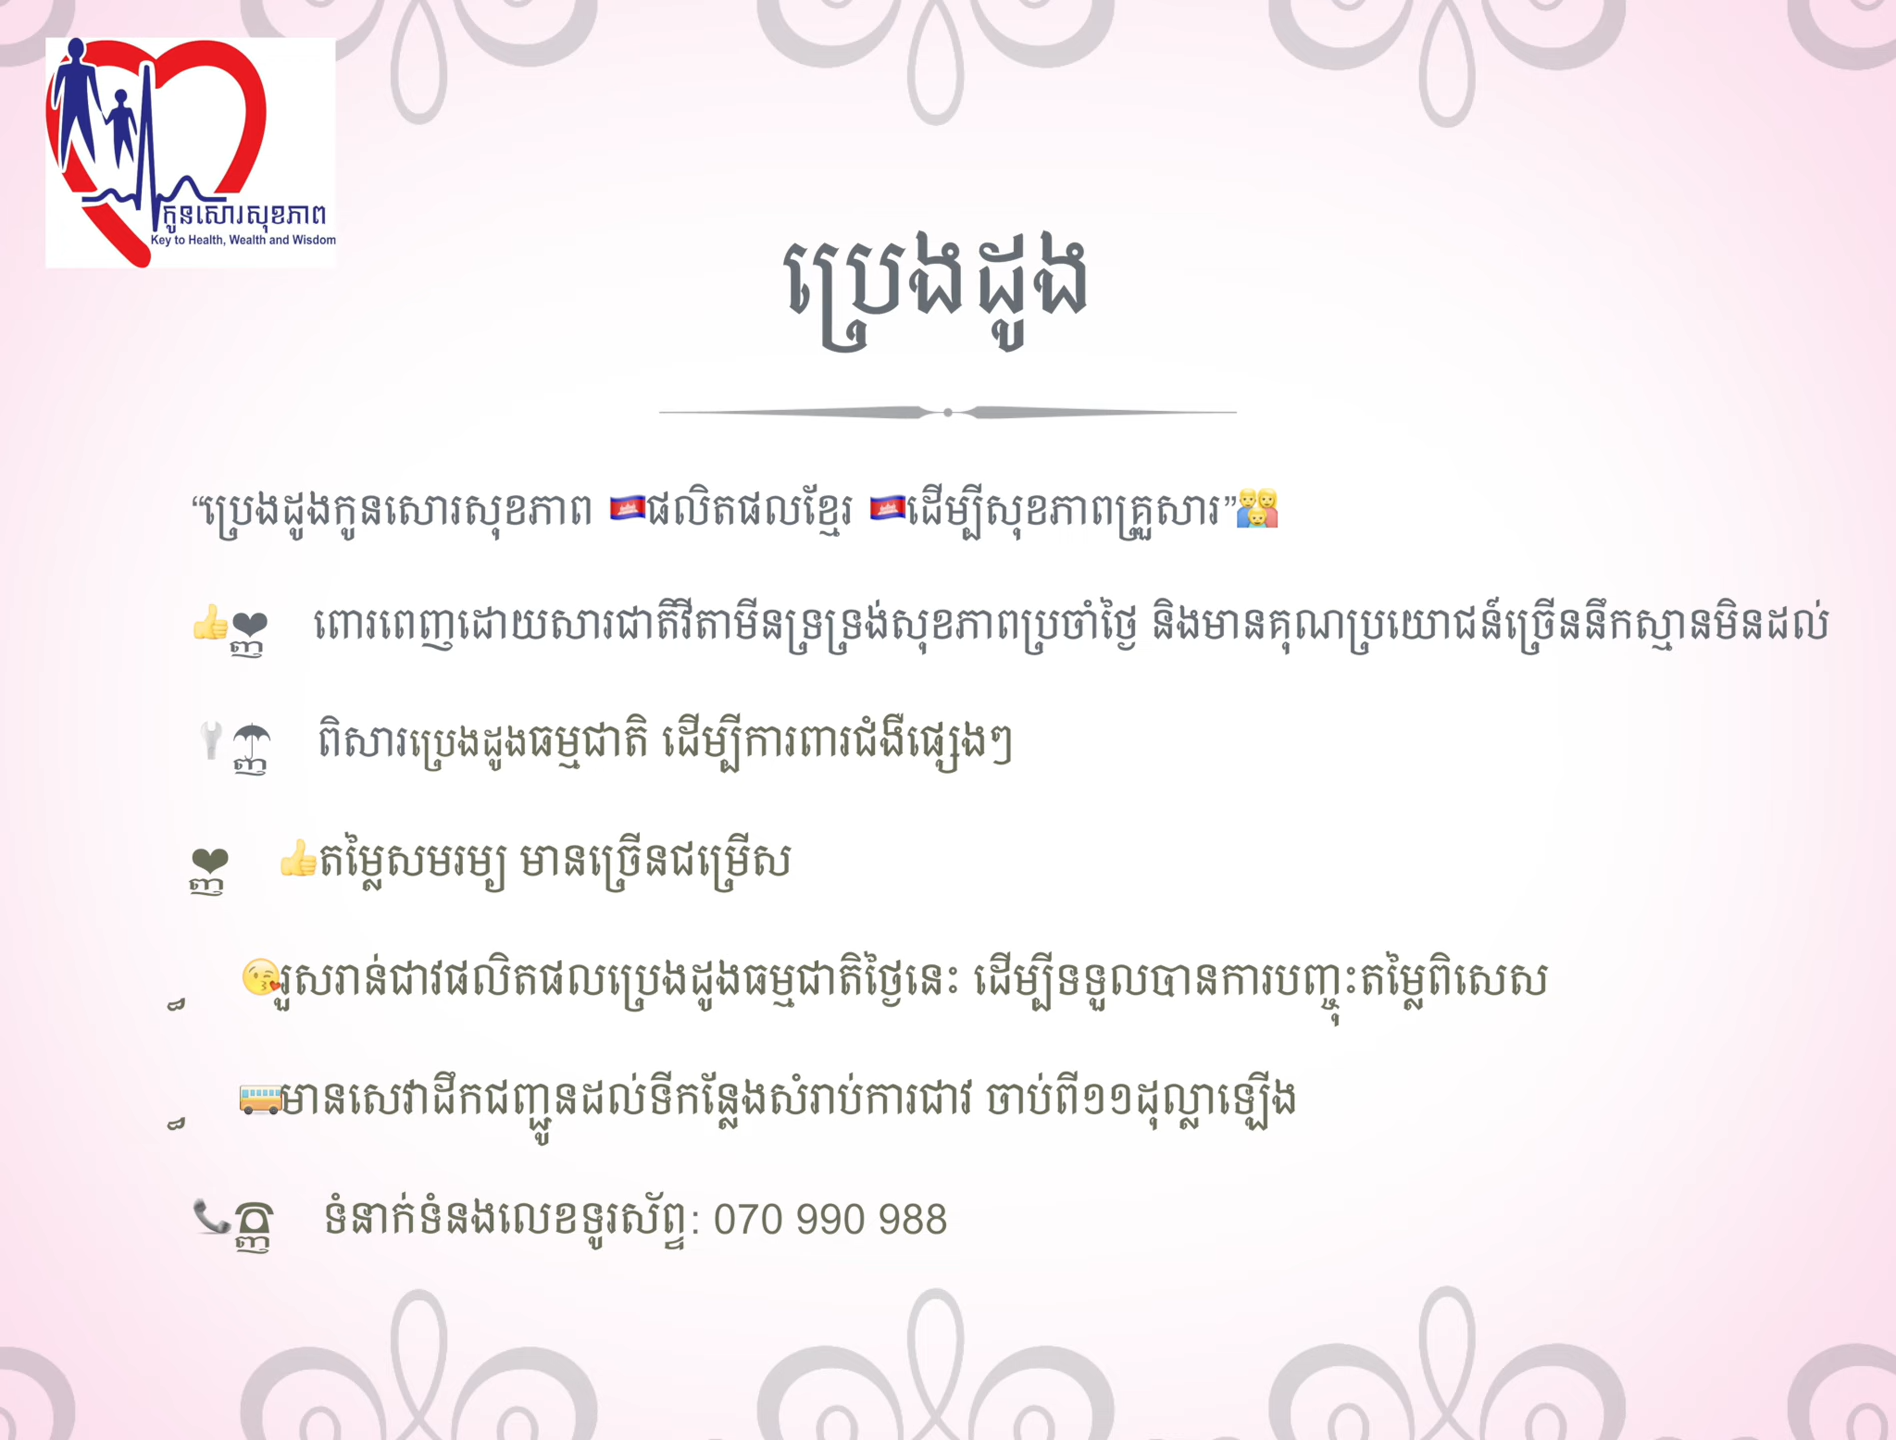 កូនសោរសុខភាព
Key to Health, Wealth and Wisdom
ប្រេងដូង
“ប្រេងដូងកូនសោរសុខភាព 🇰🇭ផលិតផលខ្មែរ 🇰🇭ដើម្បីសុខភាពគ្រួសារ”👨‍👩‍👦
👍❤ ពោរពេញដោយសារជាតិវីតាមីនទ្រទ្រង់សុខភាពប្រចាំថ្ងៃ និងមានគុណប្រយោជន៍ច្រើននឹកស្មានមិនដល់
🔧☂ ពិសារប្រេងដូងធម្មជាតិ ដើម្បីការពារជំងឺផ្សេងៗ
❤ 👍តម្លៃសមរម្យ មានច្រើនជម្រើស
😘រួសរាន់ជាវផលិតផលប្រេងដូងធម្មជាតិថ្ងៃនេះ ដើម្បីទទួលបានការបញ្ចុះតម្លៃពិសេស
🚌មានសេវាដឹកជញ្ជូនដល់ទីកន្លែងសំរាប់ការជាវ ចាប់ពី១១ដុល្លាឡើង
📞☎ ទំនាក់ទំនងលេខទូរស័ព្ទ: 070 990 988